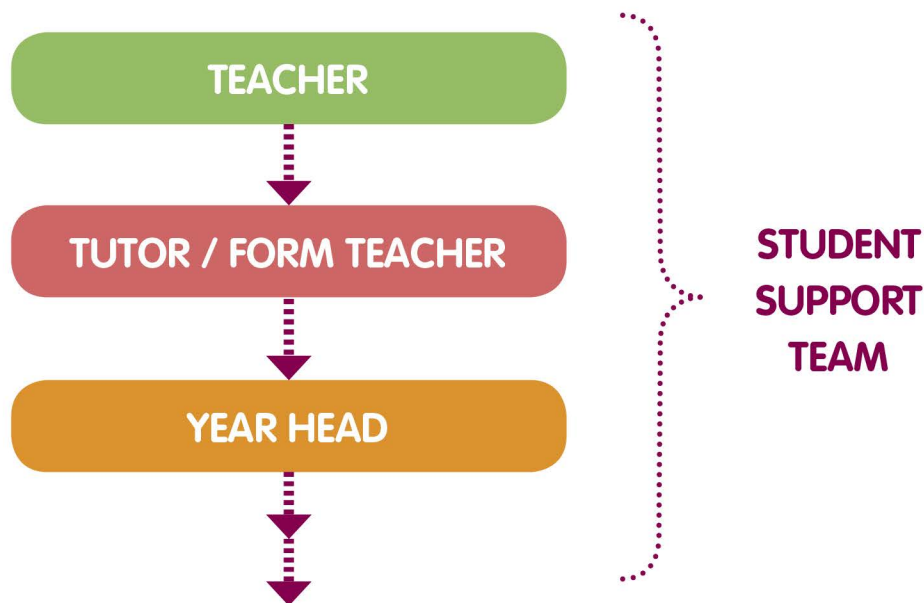 TEACHER
TUTOR / FORM TEACHER
YEAR HEAD
STUDENT
SUPPORT
TEAM